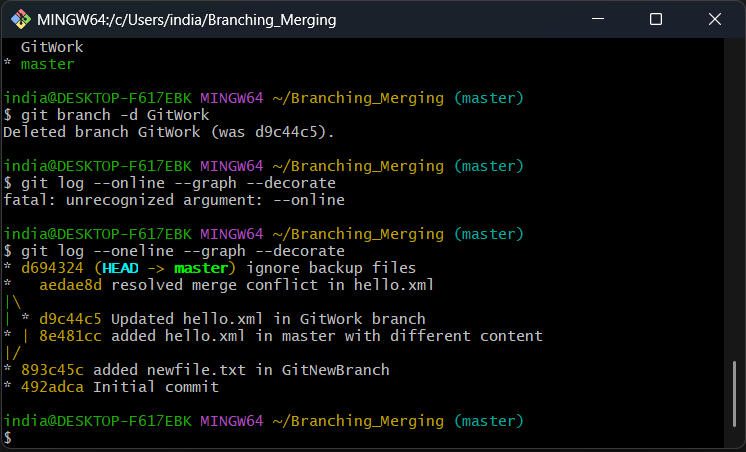 MINGW64:/c/Users/india/Branching_Merging
  GitWork
* master
india@DESKTOP-F617EBK MINGW64 ~/Branching_Merging (master)
$ git branch -d GitWork
Deleted branch GitWork (was d9c44c5).
india@DESKTOP-F617EBK MINGW64 ~/Branching_Merging (master)
$ git log --online --graph --decorate
fatal: unrecognized argument: --online
india@DESKTOP-F617EBK MINGW64 ~/Branching_Merging (master)
$ git log --oneline --graph --decorate
* d694324 (HEAD -> master) ignore backup files
*   aedae8d resolved merge conflict in hello.xml
|\
| * d9c44c5 Updated hello.xml in GitWork branch
* | 8e481cc added hello.xml in master with different content
|/
* 893c45c added newfile.txt in GitNewBranch
* 492adca Initial commit
india@DESKTOP-F617EBK MINGW64 ~/Branching_Merging (master)
$